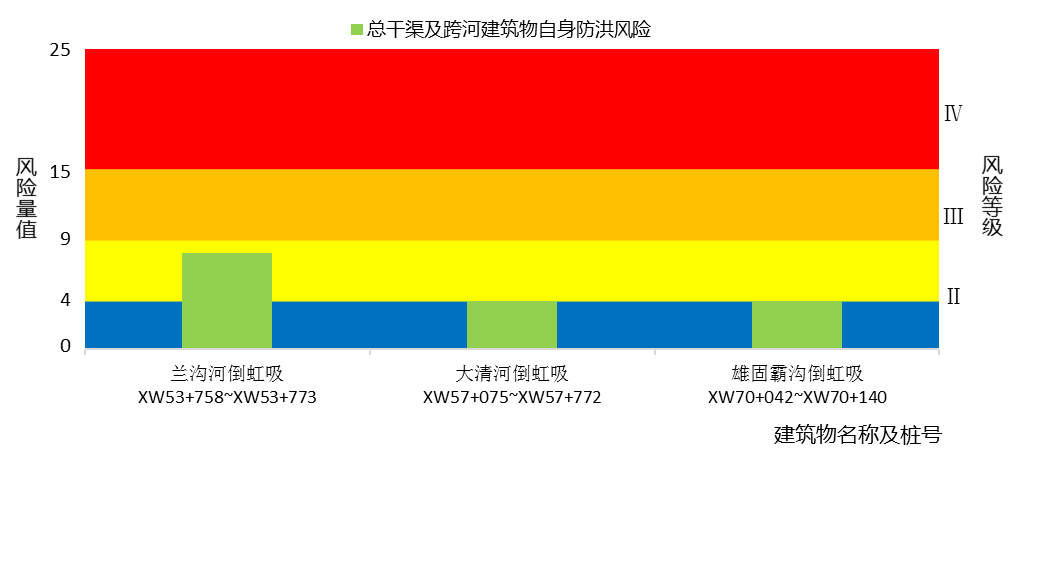 总干渠及跨河建筑物自身防洪风险
25
15
9
4
0
风险量值
Ⅳ
Ⅲ
Ⅱ
风险等级
兰沟河倒虹吸
XW53+758~XW53+773
大清河倒虹吸
XW57+075~XW57+772
雄固霸沟倒虹吸
XW70+042~XW70+140
建筑物名称及桩号